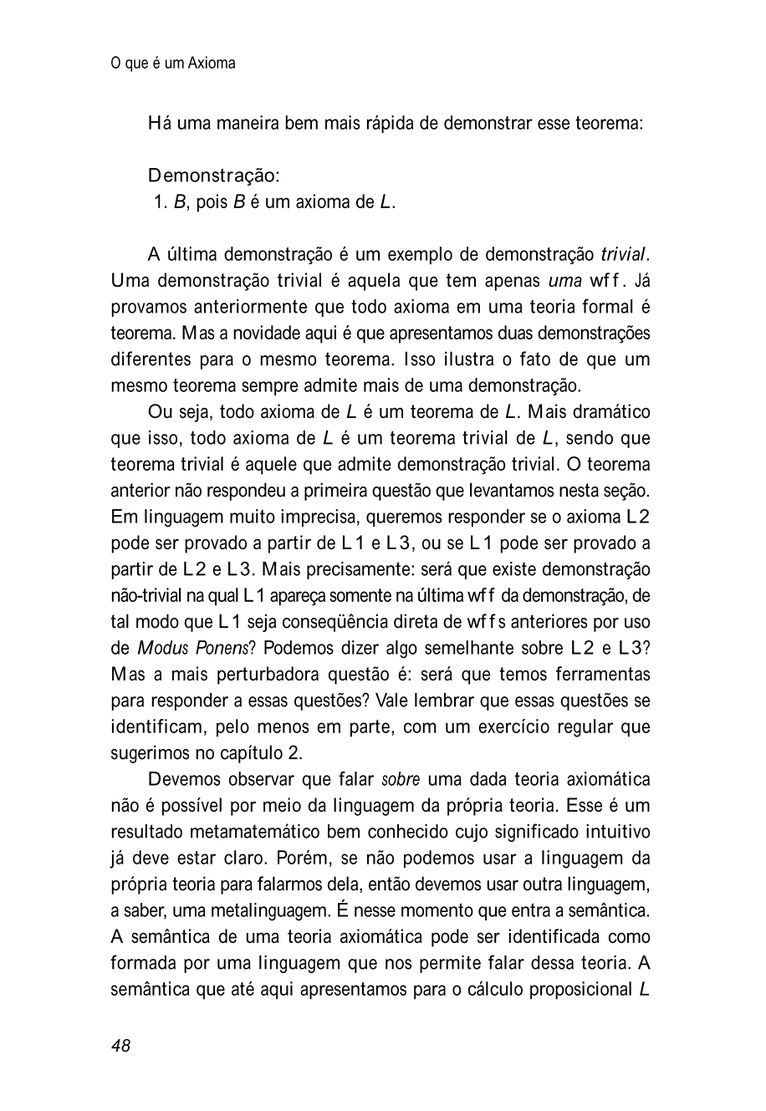 O que é um Axioma
Há uma maneira bem mais rápida de demonstrar esse teorema:
Demonstração:
1. B, pois B é um axioma de L.
A última demonstração é um exemplo de demonstração trivial.
Uma demonstração trivial é aquela que tem apenas uma wff. Já
provamos anteriormente que todo axioma em uma teoria formal é
teorema. Mas a novidade aqui é que apresentamos duas demonstrações
diferentes para o mesmo teorema. Isso ilustra o fato de que um
mesmo teorema sempre admite mais de uma demonstração.
Ou seja, todo axioma de L é um teorema de L. Mais dramático
que isso, todo axioma de L é um teorema trivial de L, sendo que
teorema trivial é aquele que admite demonstração trivial. O teorema
anterior não respondeu a primeira questão que levantamos nesta seção.
Em linguagem muito imprecisa, queremos responder se o axioma L2
pode ser provado a partir de L1 e L3, ou se L1 pode ser provado a
partir de L2 e L3. Mais precisamente: será que existe demonstração
não-trivial na qual L1 apareça somente na última wff da demonstração, de
tal modo que L1 seja conseqüência direta de wffs anteriores por uso
de Modus Ponens? Podemos dizer algo semelhante sobre L2 e L3?
Mas a mais perturbadora questão é: será que temos ferramentas
para responder a essas questões? Vale lembrar que essas questões se
identificam, pelo menos em parte, com um exercício regular que
sugerimos no capítulo 2.
Devemos observar que falar sobre uma dada teoria axiomática
não é possível por meio da linguagem da própria teoria. Esse é um
resultado metamatemático bem conhecido cujo significado intuitivo
já deve estar claro. Porém, se não podemos usar a linguagem da
própria teoria para falarmos dela, então devemos usar outra linguagem,
a saber, uma metalinguagem. É nesse momento que entra a semântica.
A semântica de uma teoria axiomática pode ser identificada como
formada por uma linguagem que nos permite falar dessa teoria. A
semântica que até aqui apresentamos para o cálculo proposicional L
48